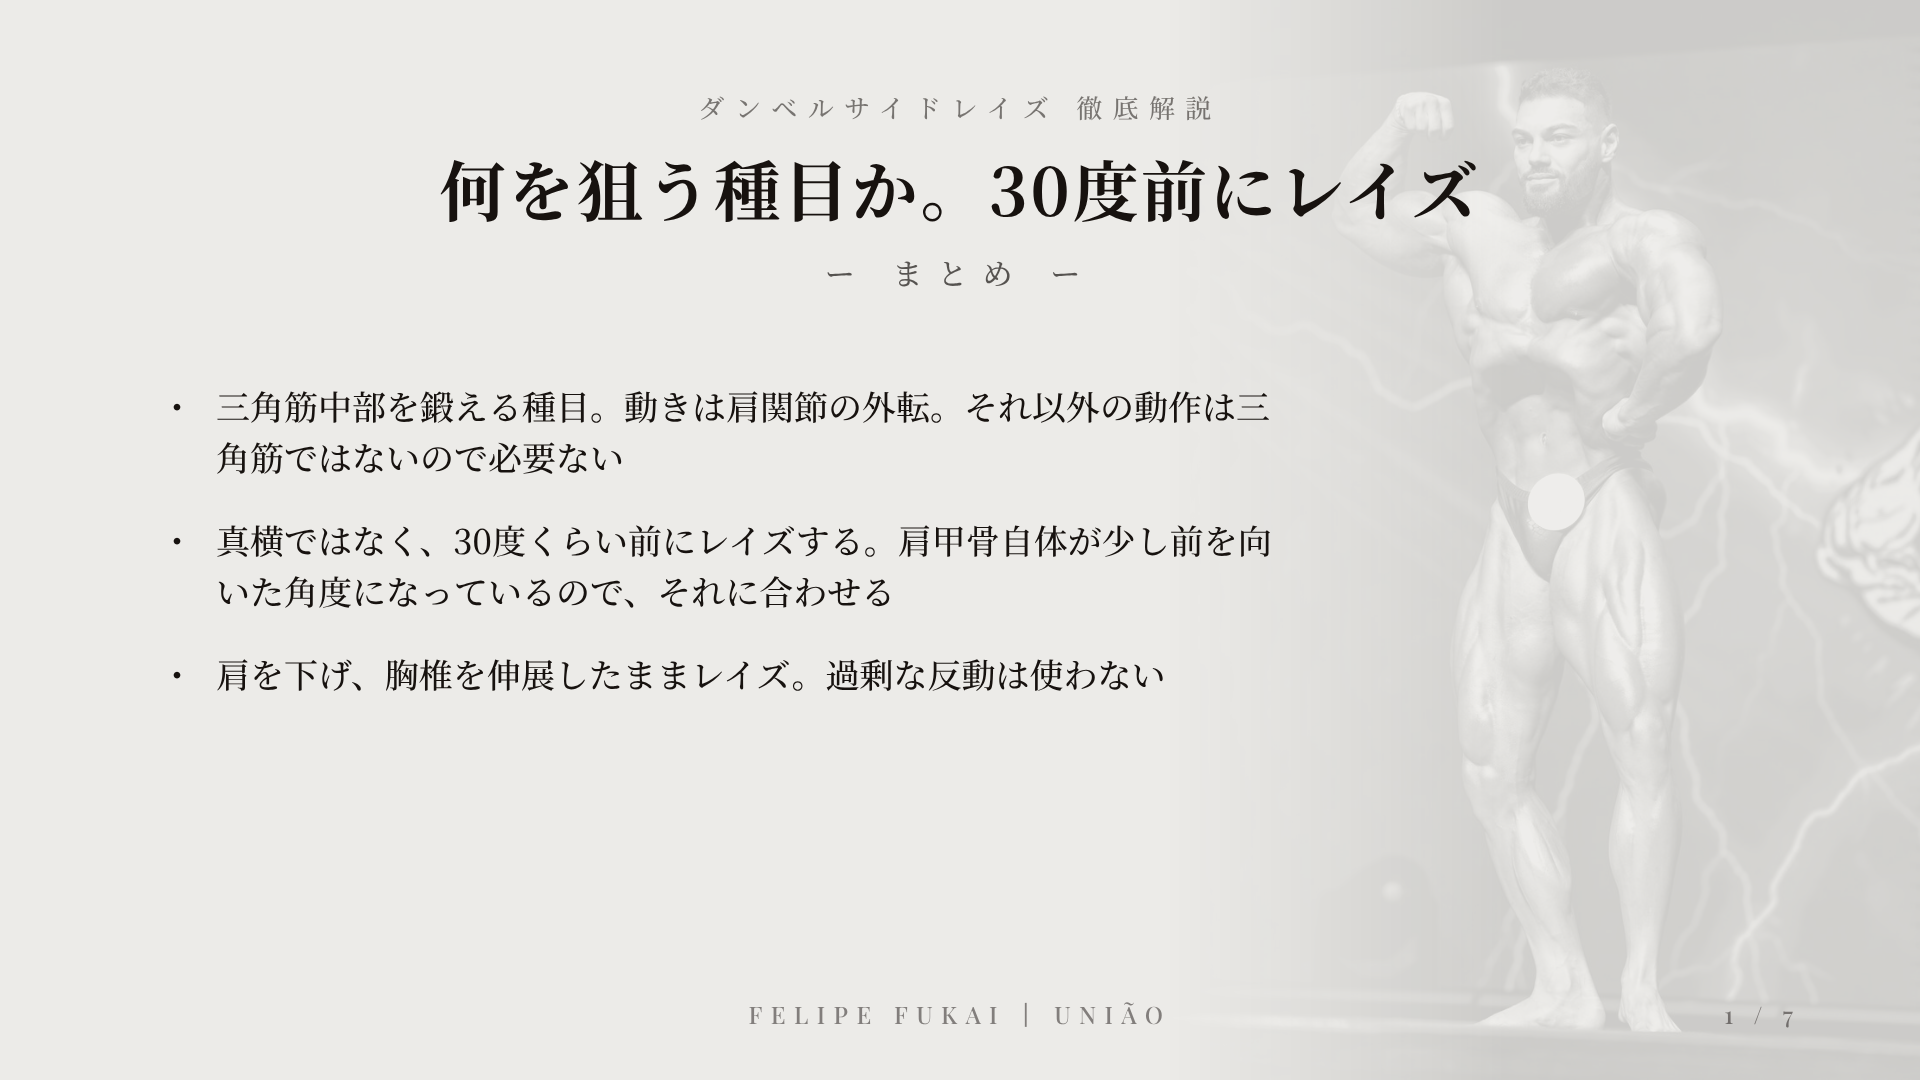 ダンベルサイドレイズ 徹底解説
何を狙う種目か。30度前にレイズ
ー まとめ ー
・ 三角筋中部を鍛える種目。動きは肩関節の外転。それ以外の動作は三
角筋ではないので必要ない
・ 真横ではなく、30度くらい前にレイズする。肩甲骨自体が少し前を向
いた角度になっているので、それに合わせる
・ 肩を下げ、胸椎を伸展したままレイズ。過剰な反動は使わない
FELIPE FUKAI | UNIÃO
1 / 7